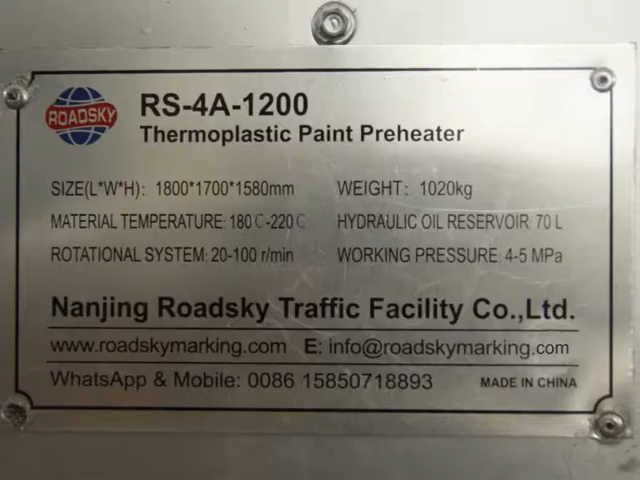 ROADSKY
RS-4A-1200
Thermoplastic Paint Preheater
SIZE(L*W*H): 1800*1700*1580mm WEIGHT: 1020kg
MATERIAL TEMPERATURE: 180C-220C HYDRAULIC OIL RESERVOIR: 70 L
ROTATIONAL SYSTEM: 20-100 r/min WORKING PRESSURE: 4-5 MPa
Nanjing Roadsky Traffic Facility Co.,Ltd.
www.roadskymarking.com E: info@roadskymarking.com
WhatsApp & Mobile: 0086 15850718893 MADE IN CHINA